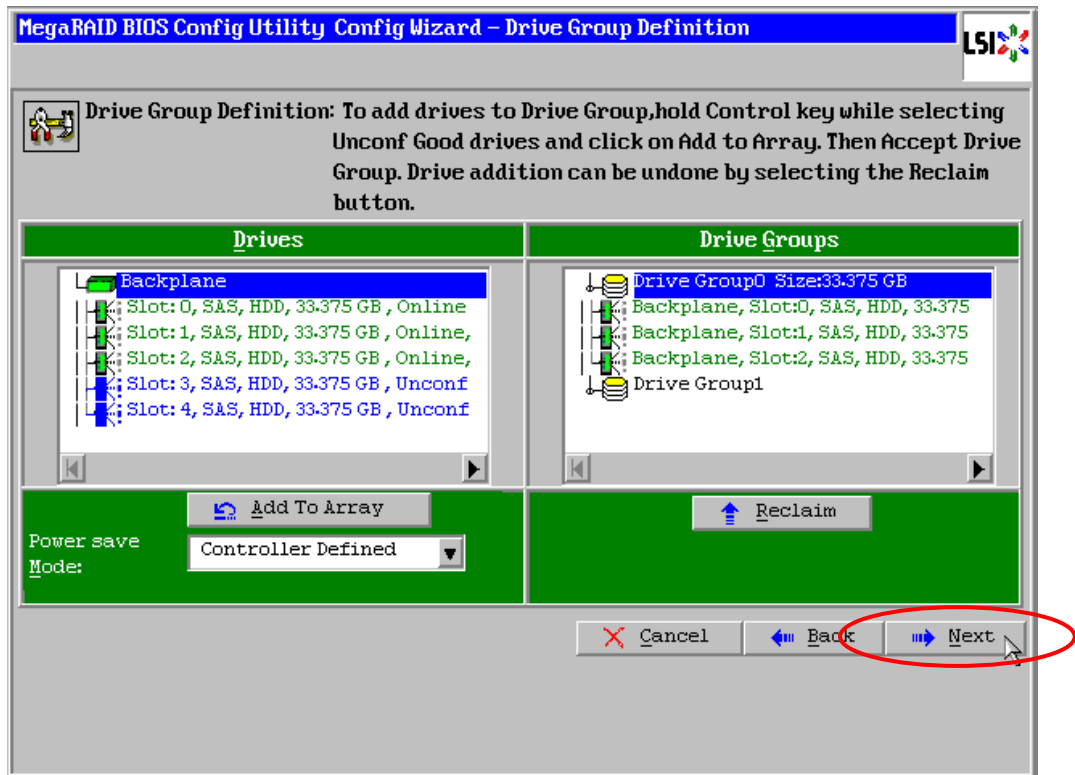 MegaRAID BIOS Config Utility Config Wizard – Drive Group Definition
LSI
Drive Group Definition: To add drives to Drive Group,hold Control key while selecting
Unconf Good drives and click on Add to Array. Then Accept Drive
Group. Drive addition can be undone by selecting the Reclaim
button.
Drives
Backplane
Slot: 0, SAS, HDD, 33.375 GB , Online
Slot: 1, SAS, HDD, 33.375 GB , Online,
Slot: 2, SAS, HDD, 33.375 GB , Online,
Slot: 3, SAS, HDD, 33.375 GB , Unconf
Slot: 4, SAS, HDD, 33.375 GB , Unconf
Add To Array
Power save
Mode:
Controller Defined
Drive Groups
Drive Group0 Size:33.375 GB
Backplane, Slot:0, SAS, HDD, 33.375
Backplane, Slot:1, SAS, HDD, 33.375
Backplane, Slot:2, SAS, HDD, 33.375
Drive Group1
Reclaim
Cancel
Back
Next